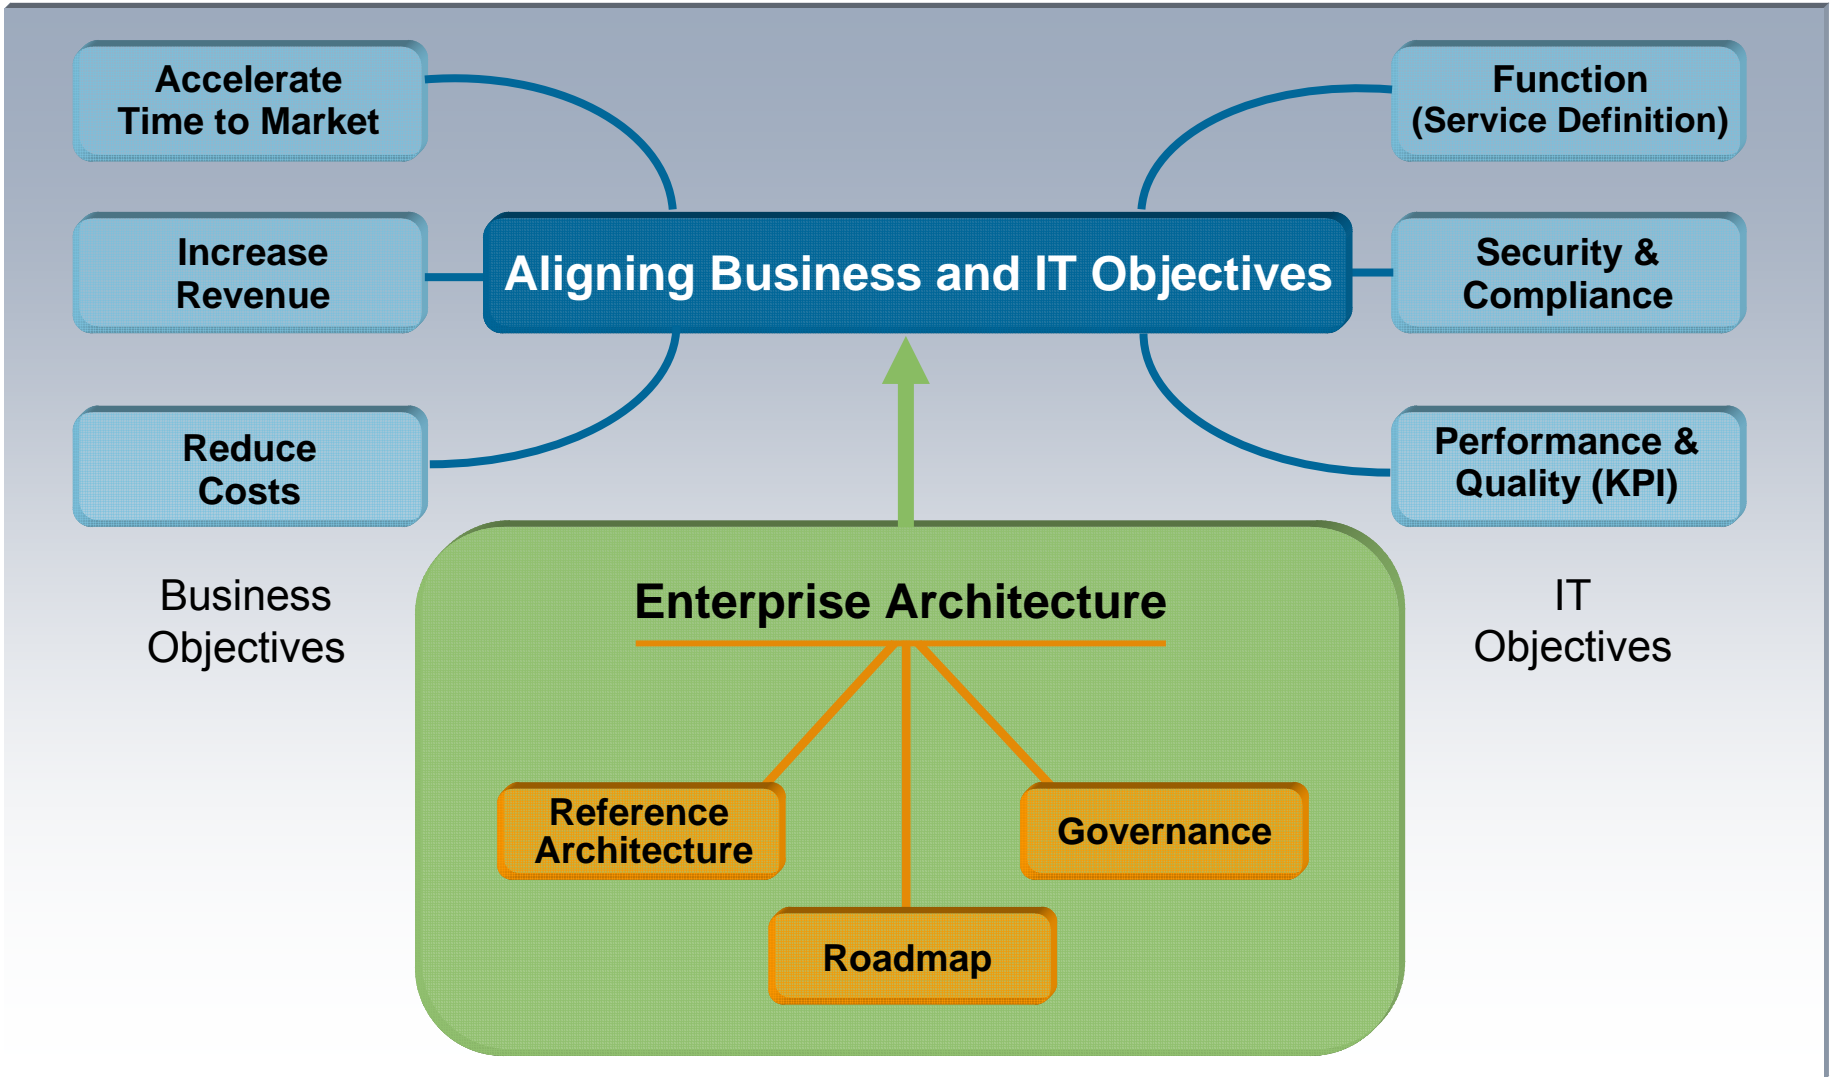 Accelerate
Time to Market
Increase
Revenue
Reduce
Costs
Business
Objectives
Aligning Business and IT Objectives
Function
(Service Definition)
Security &
Compliance
Performance &
Quality (KPI)
IT
Objectives
Enterprise Architecture
Reference
Architecture
Governance
Roadmap